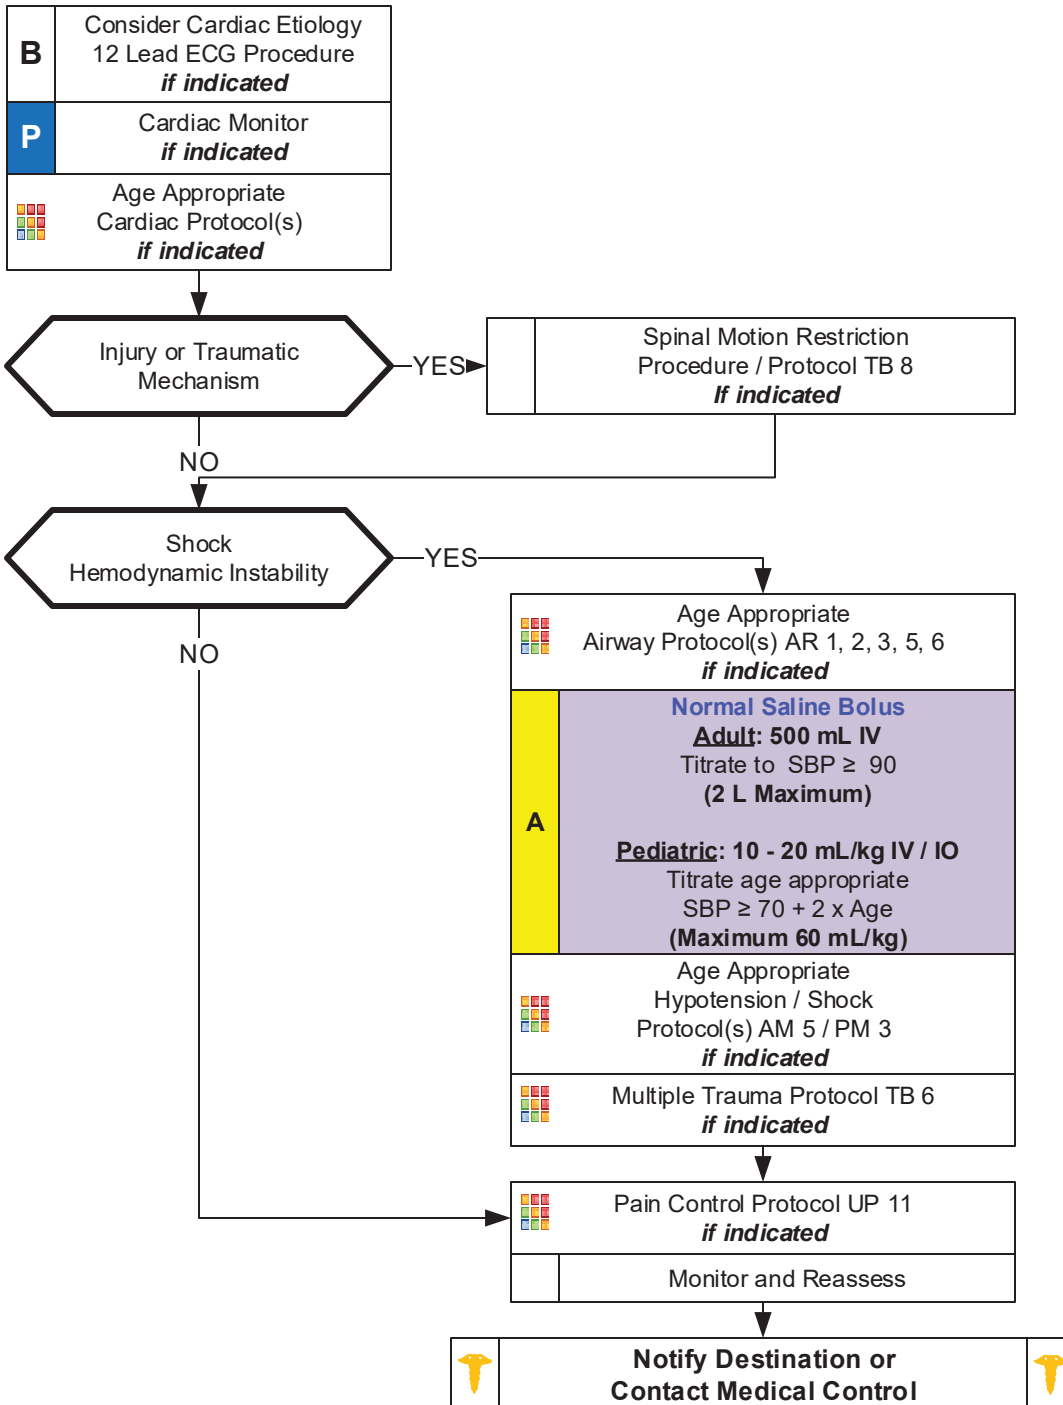 B
Consider Cardiac Etiology
12 Lead ECG Procedure
if indicated
P
Cardiac Monitor
if indicated
Age Appropriate
Cardiac Protocol(s)
if indicated
Injury or Traumatic
Mechanism
YES
Spinal Motion Restriction
Procedure / Protocol TB 8
If indicated
NO
Shock
Hemodynamic Instability
YES
NO
Age Appropriate
Airway Protocol(s) AR 1, 2, 3, 5, 6
if indicated
A
Normal Saline Bolus
Adult: 500 mL IV
Titrate to SBP ≥ 90
(2 L Maximum)
Pediatric: 10 - 20 mL/kg IV / IO
Titrate age appropriate
SBP ≥ 70 + 2 x Age
(Maximum 60 mL/kg)
Age Appropriate
Hypotension / Shock
Protocol(s) AM 5 / PM 3
if indicated
Multiple Trauma Protocol TB 6
if indicated
Pain Control Protocol UP 11
if indicated
Monitor and Reassess
Notify Destination or
Contact Medical Control